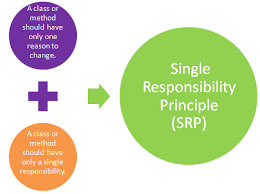 A class or
method
should have
only one
reason to
change.
A class or
method
should have
only a single
responsibility.
Single
Responsibility
Principle
(SRP)